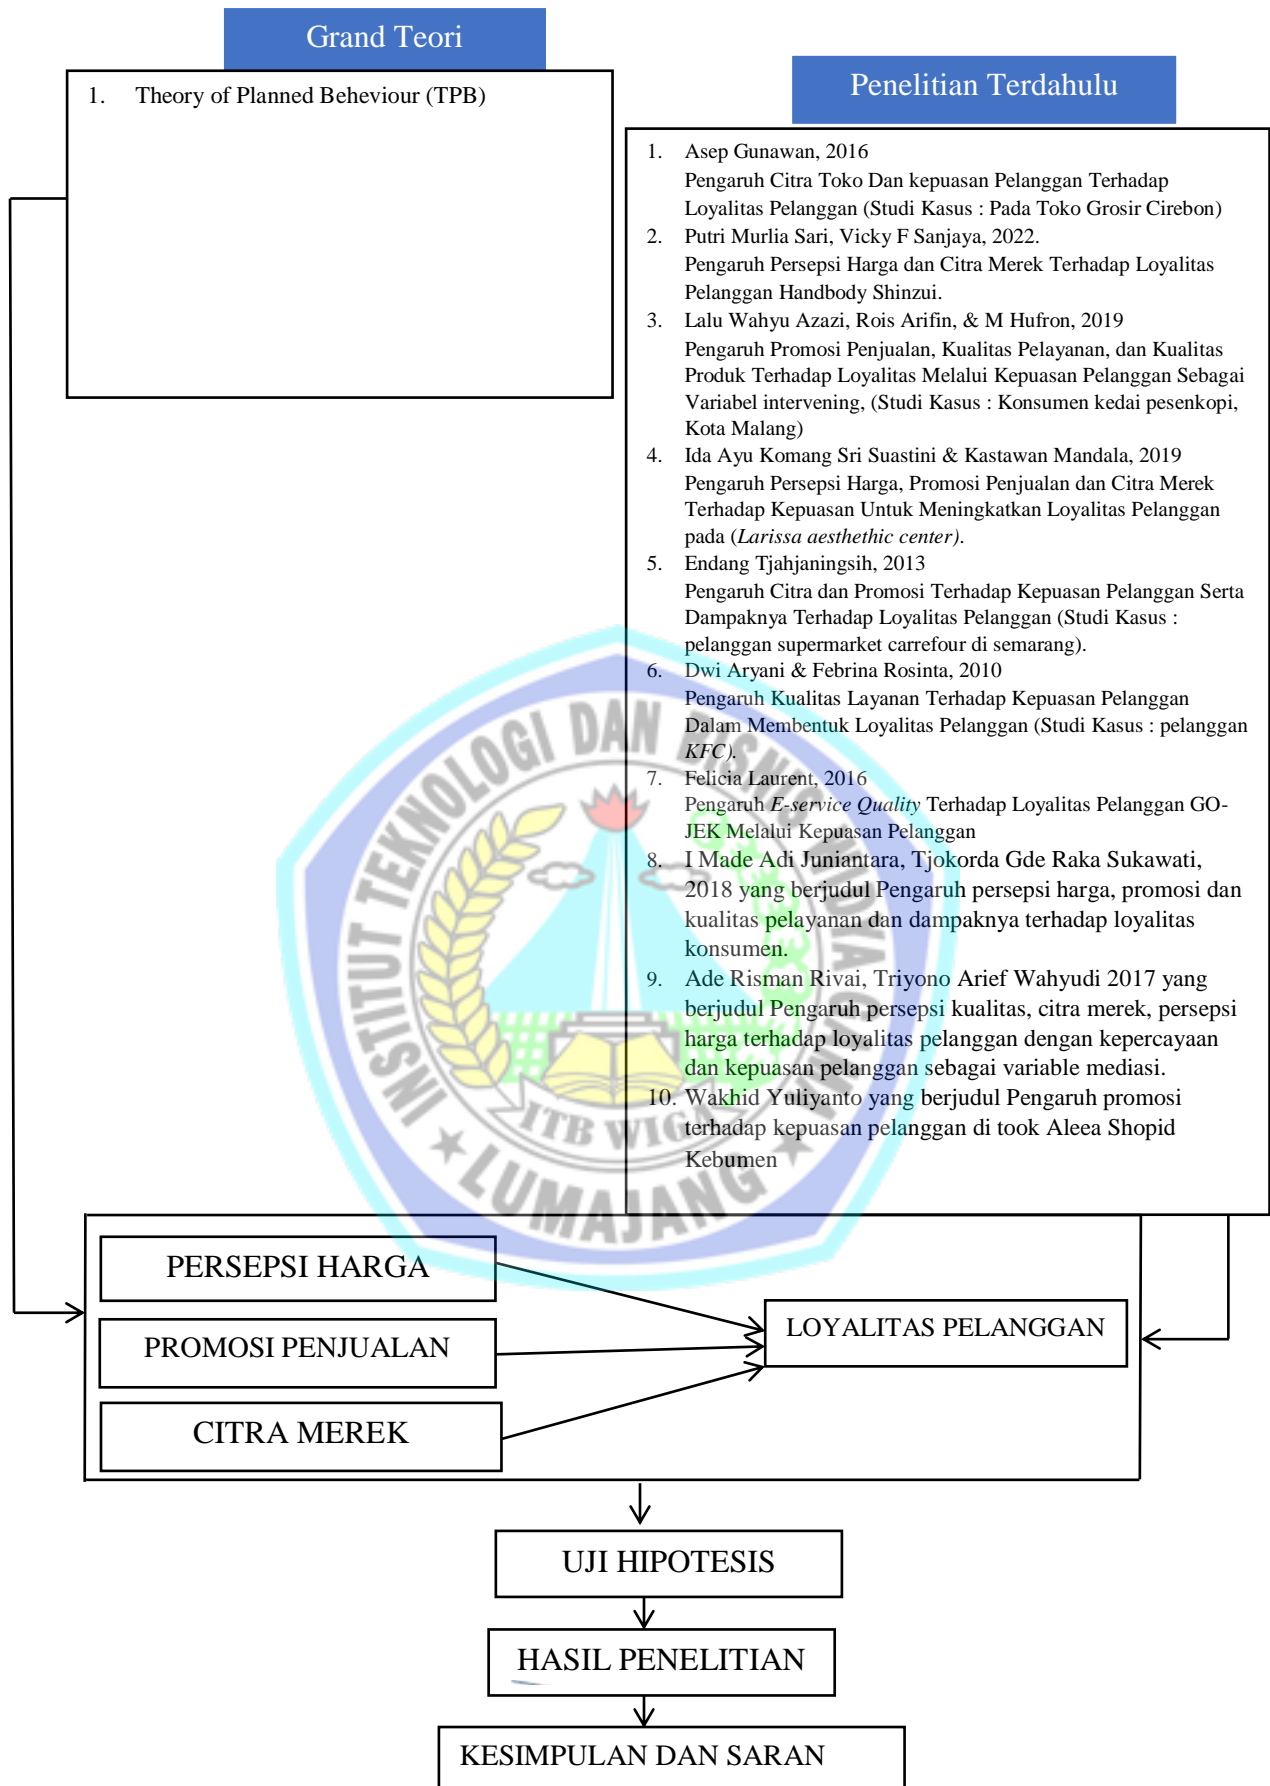 Grand Teori
1. Theory of Planned Beheviour (TPB)
Penelitian Terdahulu
1. Asep Gunawan, 2016
Pengaruh Citra Toko Dan kepuasan Pelanggan Terhadap
Loyalitas Pelanggan (Studi Kasus : Pada Toko Grosir Cirebon)
2. Putri Murlia Sari, Vicky F Sanjaya, 2022.
Pengaruh Persepsi Harga dan Citra Merek Terhadap Loyalitas
Pelanggan Handbody Shinzui.
3. Lalu Wahyu Azazi, Rois Arifin, & M Hufron, 2019
Pengaruh Promosi Penjualan, Kualitas Pelayanan, dan Kualitas
Produk Terhadap Loyalitas Melalui Kepuasan Pelanggan Sebagai
Variabel intervening, (Studi Kasus : Konsumen kedai pesenkopi,
Kota Malang)
4. Ida Ayu Komang Sri Suastini & Kastawan Mandala, 2019
Pengaruh Persepsi Harga, Promosi Penjualan dan Citra Merek
Terhadap Kepuasan Untuk Meningkatkan Loyalitas Pelanggan
pada (Larissa aesthethic center).
5. Endang Tjahjaningsih, 2013
Pengaruh Citra dan Promosi Terhadap Kepuasan Pelanggan Serta
Dampaknya Terhadap Loyalitas Pelanggan (Studi Kasus :
pelanggan supermarket carrefour di semarang).
6. Dwi Aryani & Febrina Rosinta, 2010
Pengaruh Kualitas Layanan Terhadap Kepuasan Pelanggan
Dalam Membentuk Loyalitas Pelanggan (Studi Kasus : pelanggan
KFC).
7. Felicia Laurent, 2016
Pengaruh E-service Quality Terhadap Loyalitas Pelanggan GO-
JEK Melalui Kepuasan Pelanggan
8. I Made Adi Juniantara, Tjokorda Gde Raka Sukawati,
2018 yang berjudul Pengaruh persepsi harga, promosi dan
kualitas pelayanan dan dampaknya terhadap loyalitas
konsumen.
9. Ade Risman Rivai, Triyono Arief Wahyudi 2017 yang
berjudul Pengaruh persepsi kualitas, citra merek, persepsi
harga terhadap loyalitas pelanggan dengan kepercayaan
dan kepuasan pelanggan sebagai variable mediasi.
10. Wakhid Yuliyanto yang berjudul Pengaruh promosi
terhadap kepuasan pelanggan di took Aleea Shopid
Kebumen
INSTITUT TEKNOLOGI DAN BISNIS WIDYA GAMA
ITB WIGA
LUMAJANG
PERSEPSI HARGA
PROMOSI PENJUALAN
CITRA MEREK
LOYALITAS PELANGGAN
UJI HIPOTESIS
HASIL PENELITIAN
KESIMPULAN DAN SARAN